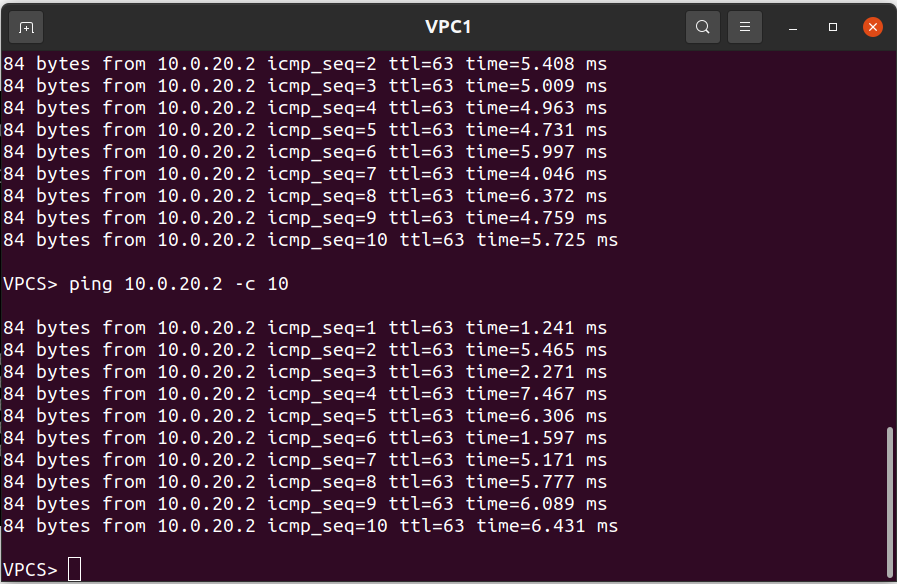 VPC1
84 bytes from 10.0.20.2 icmp_seq=2 ttl=63 time=5.408 ms
84 bytes from 10.0.20.2 icmp_seq=3 ttl=63 time=5.009 ms
84 bytes from 10.0.20.2 icmp_seq=4 ttl=63 time=4.963 ms
84 bytes from 10.0.20.2 icmp_seq=5 ttl=63 time=4.731 ms
84 bytes from 10.0.20.2 icmp_seq=6 ttl=63 time=5.997 ms
84 bytes from 10.0.20.2 icmp_seq=7 ttl=63 time=4.046 ms
84 bytes from 10.0.20.2 icmp_seq=8 ttl=63 time=6.372 ms
84 bytes from 10.0.20.2 icmp_seq=9 ttl=63 time=4.759 ms
84 bytes from 10.0.20.2 icmp_seq=10 ttl=63 time=5.725 ms
VPCS> ping 10.0.20.2 -c 10
84 bytes from 10.0.20.2 icmp_seq=1 ttl=63 time=1.241 ms
84 bytes from 10.0.20.2 icmp_seq=2 ttl=63 time=5.465 ms
84 bytes from 10.0.20.2 icmp_seq=3 ttl=63 time=2.271 ms
84 bytes from 10.0.20.2 icmp_seq=4 ttl=63 time=7.467 ms
84 bytes from 10.0.20.2 icmp_seq=5 ttl=63 time=6.306 ms
84 bytes from 10.0.20.2 icmp_seq=6 ttl=63 time=1.597 ms
84 bytes from 10.0.20.2 icmp_seq=7 ttl=63 time=5.171 ms
84 bytes from 10.0.20.2 icmp_seq=8 ttl=63 time=5.777 ms
84 bytes from 10.0.20.2 icmp_seq=9 ttl=63 time=6.089 ms
84 bytes from 10.0.20.2 icmp_seq=10 ttl=63 time=6.431 ms
VPCS>